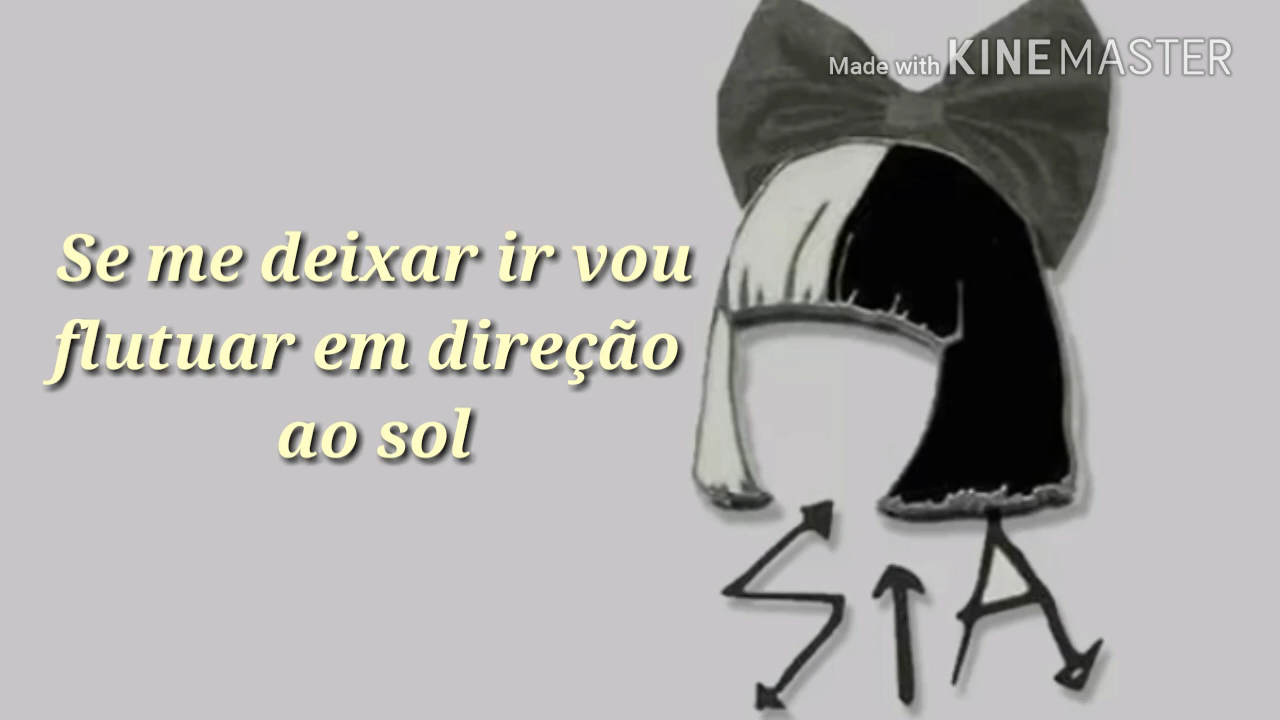 Made with KINEMASTER
Se me deixar ir vou
flutuar em direção
ao sol
SIA